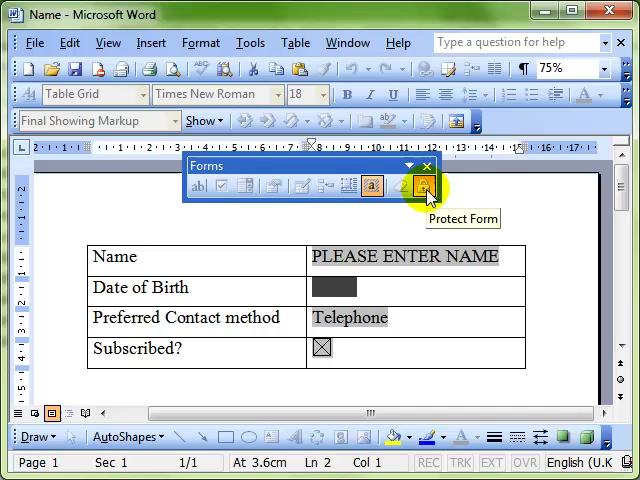 Name - Microsoft Word
File Edit View Insert Format Tools Table Window Help Type a question for help
75%
Table Grid Times New Roman 18 B I U
Final Showing Markup Show
Forms
ab
a
Protect Form
Name PLEASE ENTER NAME
Date of Birth
Preferred Contact method Telephone
Subscribed?
Draw AutoShapes
Page 1 Sec 1 1/1 At 3.6cm Ln 2 Col 1 REC TRK EXT OVR English (U.K